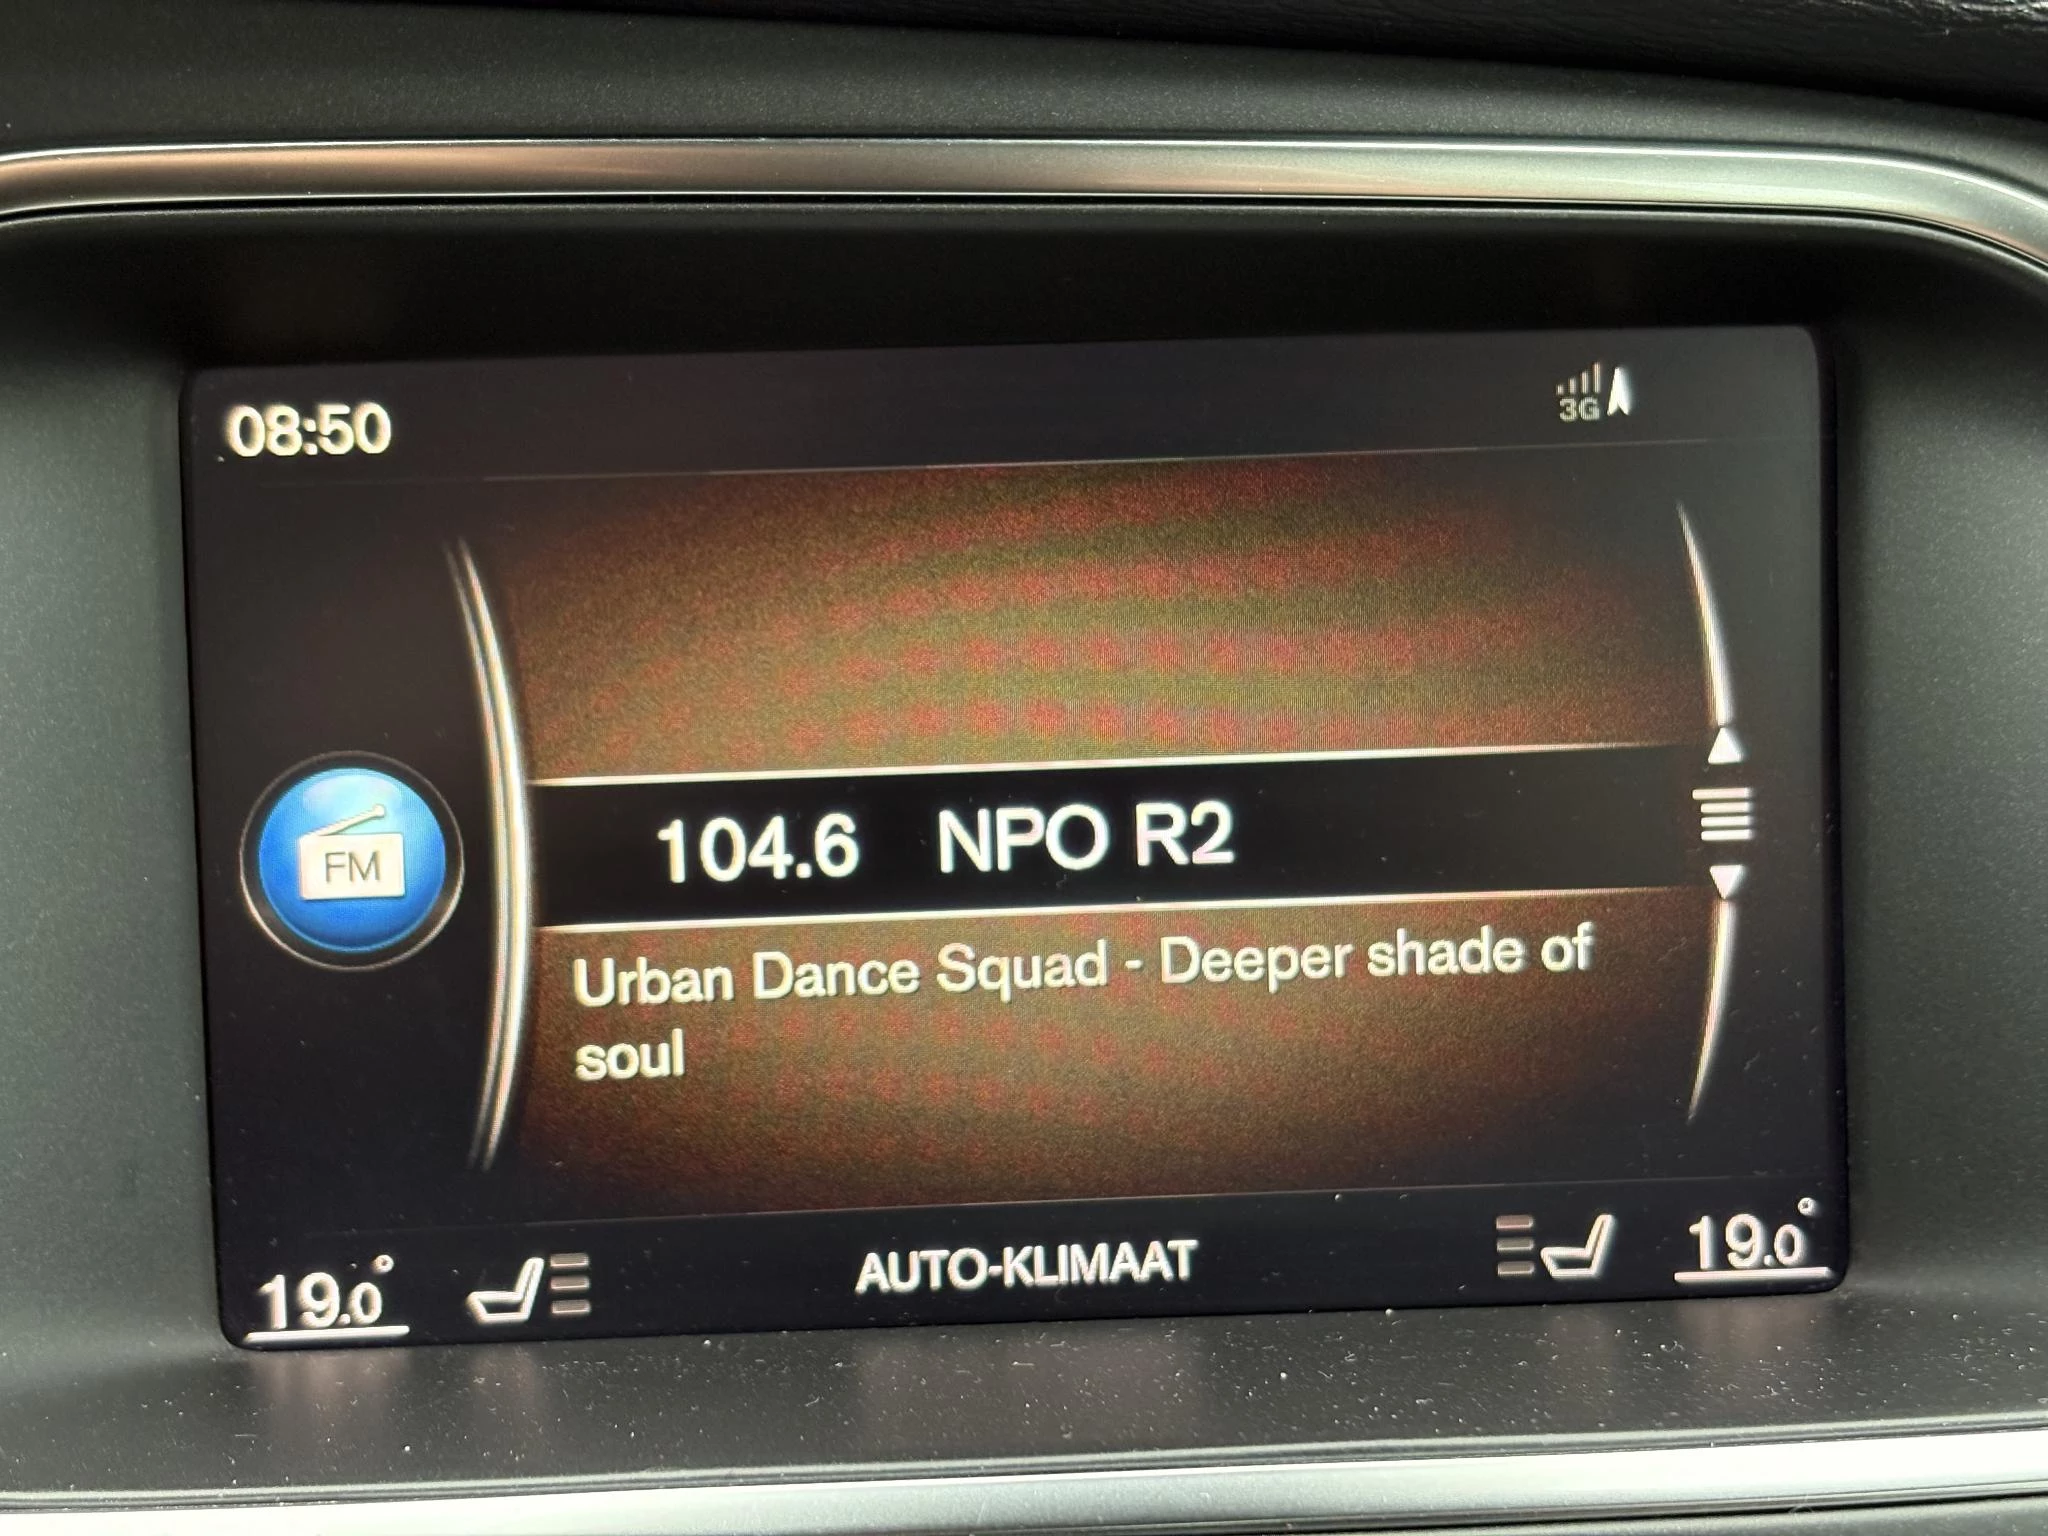 08:50
3G
FM
104.6 NPO R2
Urban Dance Squad - Deeper shade of
soul
19.0° AUTO-KLIMAAT 19.0°